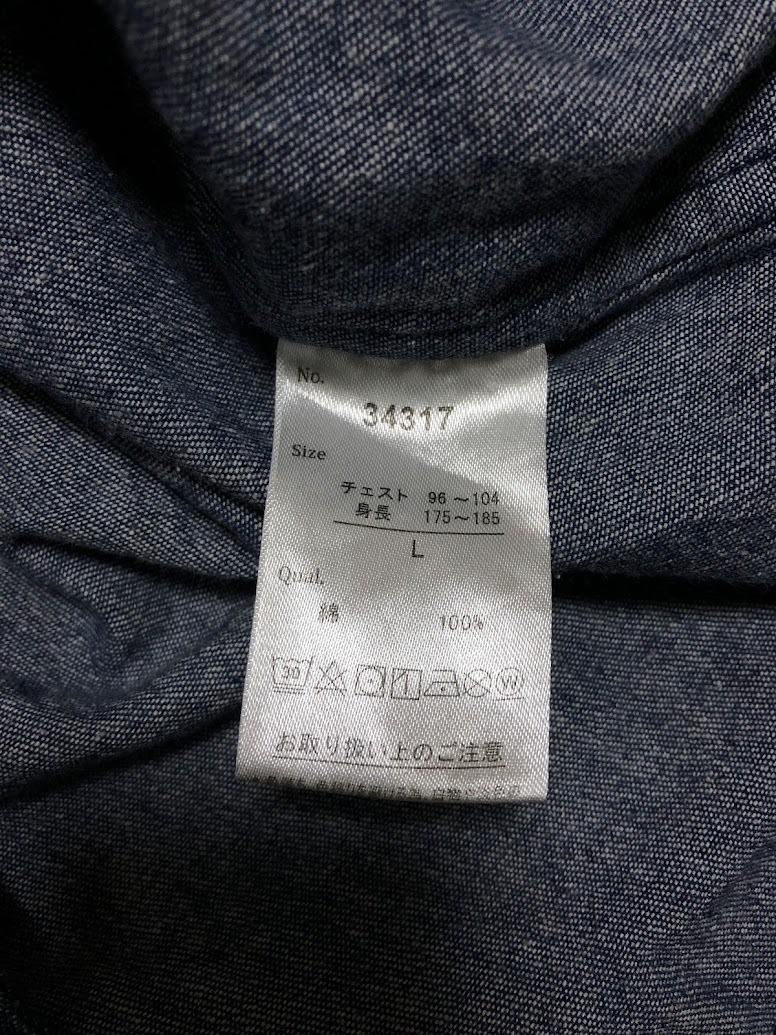 No.
34317
Size
チェスト 96～104
身長 175～185
L
Qual.
綿 100%
30
W
お取り扱い上のご注意